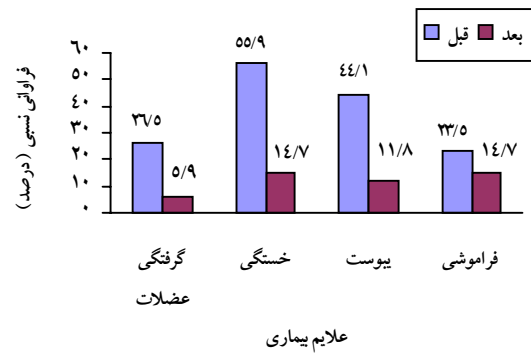 بعد
قبل
فراوانی نسبی (درصد)
۶۰
۵۰
۴۰
۳۰
۲۰
۱۰
۰
۲۶/۵
۵/۹
۵۵/۹
۱۴/۷
۴۴/۱
۱۱/۸
۲۳/۵
۱۴/۷
گرفتگی
عضلات
خستگی
یبوست
فراموشی
علایم بیماری